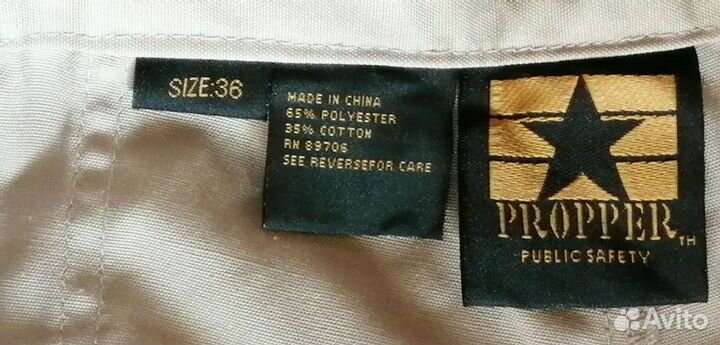 SIZE:36
MADE IN CHINA
65% POLYESTER
35% COTTON
RN 89706
SEE REVERSEFOR CARE
PROPPER TM
PUBLIC SAFETY
Avito